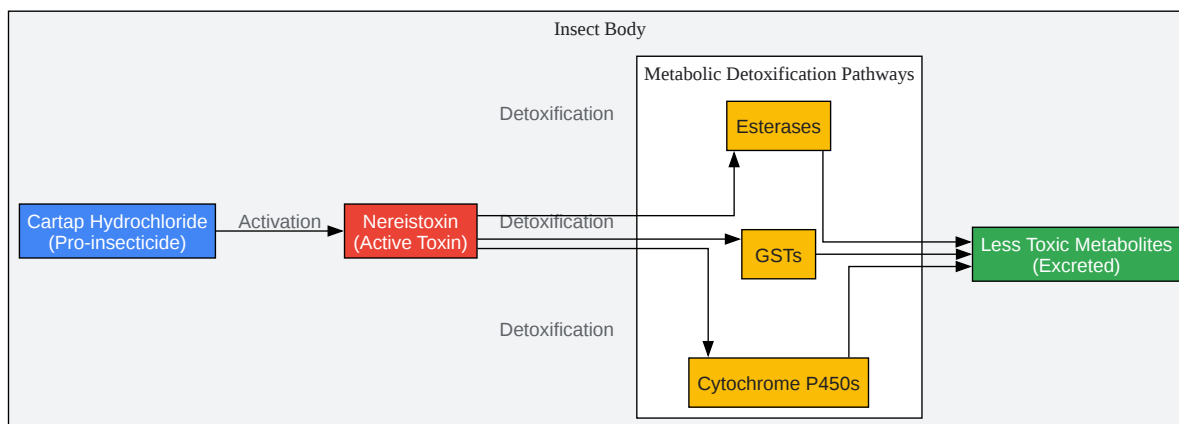 Insect Body
Metabolic Detoxification Pathways
Detoxification
Esterases
Cartap Hydrochloride
(Pro-insecticide)
Activation
Nereistoxin
(Active Toxin)
Detoxification
GSTs
Less Toxic Metabolites
(Excreted)
Detoxification
Cytochrome P450s